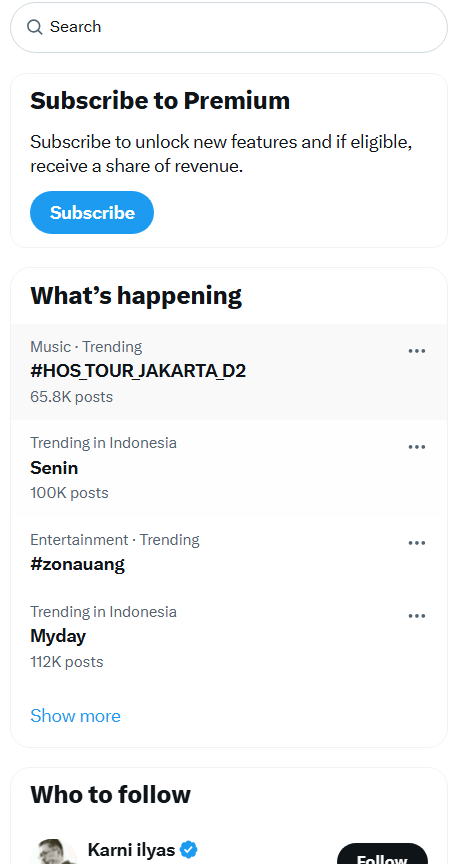 Search
Subscribe to Premium
Subscribe to unlock new features and if eligible,
receive a share of revenue.
Subscribe
What’s happening
Music · Trending
#HOS_TOUR_JAKARTA_D2
65.8K posts
Trending in Indonesia
Senin
100K posts
Entertainment · Trending
#zonauang
Trending in Indonesia
Myday
112K posts
Show more
Who to follow
Karni ilyas
Follow